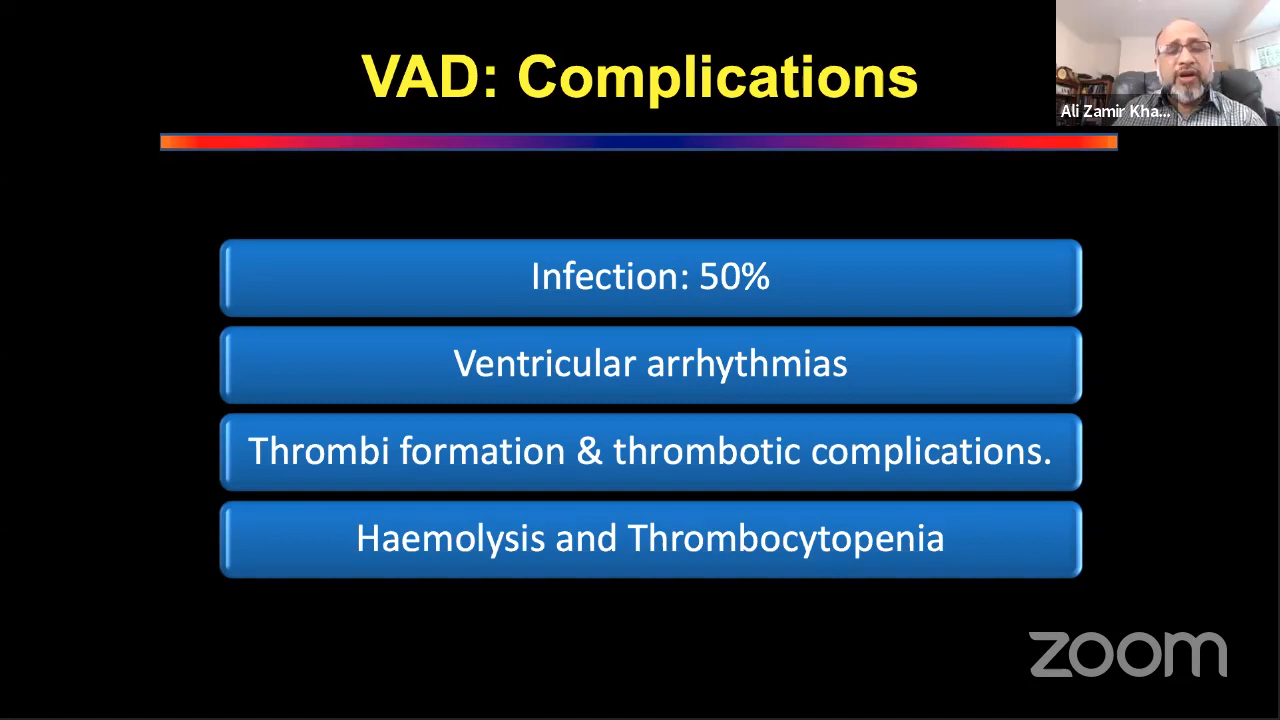 VAD: Complications
Ali Zamir Kha...
Infection: 50%
Ventricular arrhythmias
Thrombi formation & thrombotic complications.
Haemolysis and Thrombocytopenia
zoom